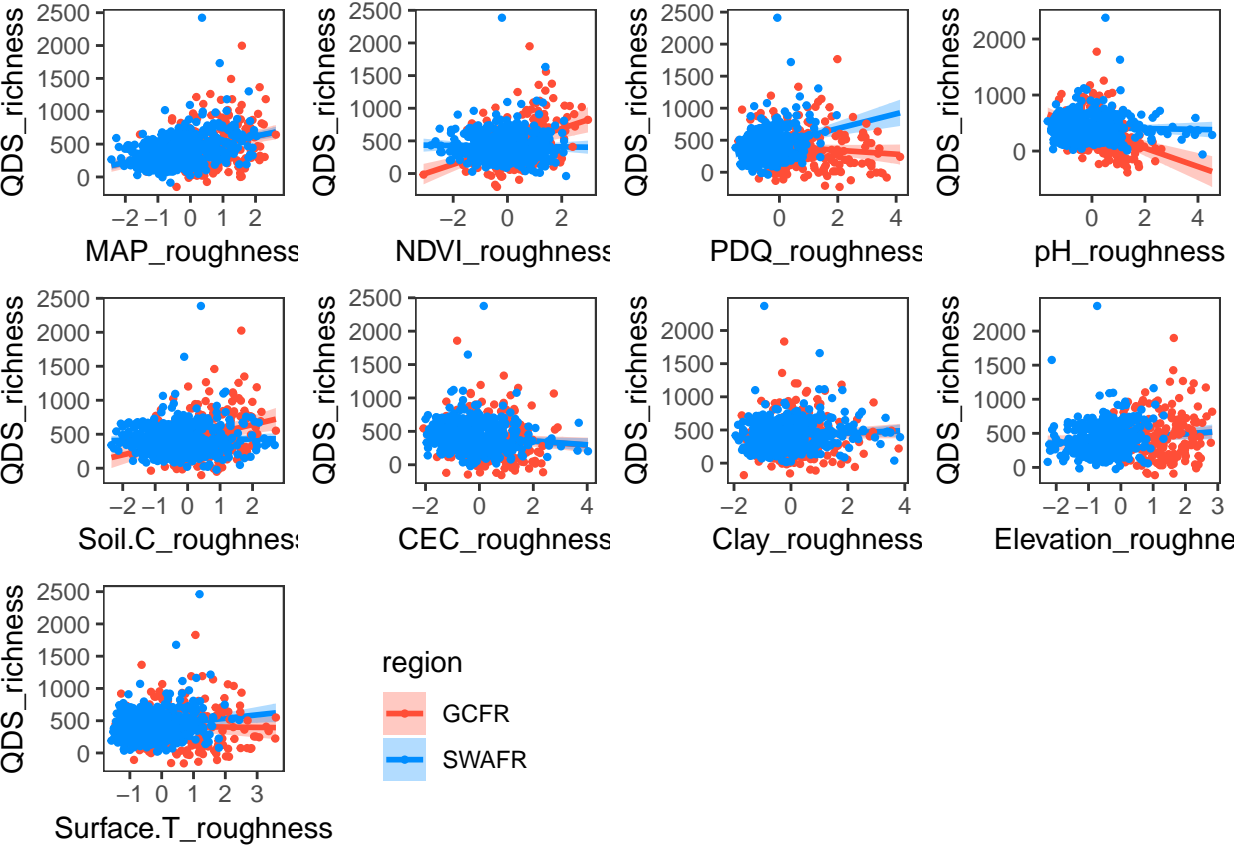 QDS_richness
2500
2000
1500
1000
500
0
−2 −1 0 1 2
MAP_roughness
QDS_richness
2500
2000
1500
1000
500
0
−2 0 2
NDVI_roughness
QDS_richness
2500
2000
1500
1000
500
0
0 2 4
PDQ_roughness
QDS_richness
2000
1000
0
0 2 4
pH_roughness
QDS_richness
2500
2000
1500
1000
500
0
−2 −1 0 1 2
Soil.C_roughness
QDS_richness
2500
2000
1500
1000
500
0
−2 0 2 4
CEC_roughness
QDS_richness
2000
1500
1000
500
0
−2 0 2 4
Clay_roughness
QDS_richness
2000
1500
1000
500
0
−2 −1 0 1 2 3
Elevation_roughne
QDS_richness
2500
2000
1500
1000
500
0
−1 0 1 2 3
Surface.T_roughness
region
GCFR
SWAFR